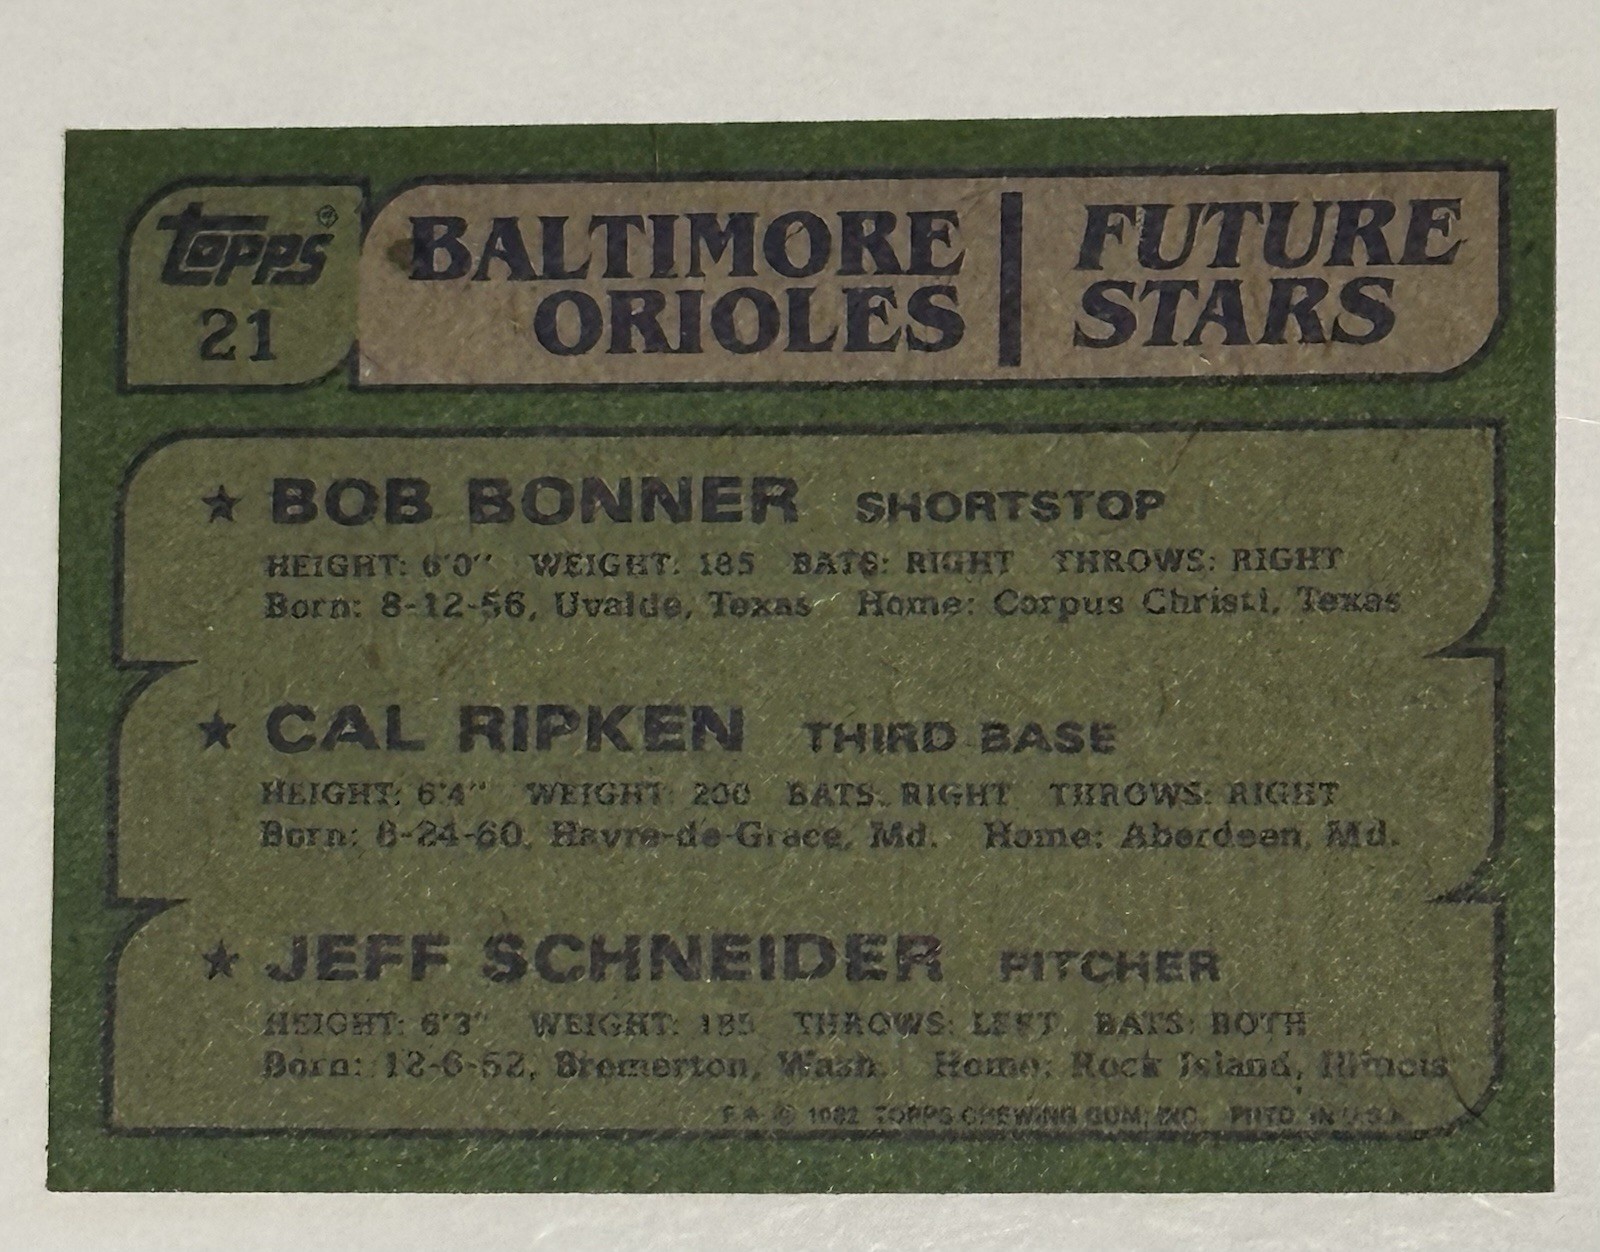 Topps®
21
BALTIMORE ORIOLES
FUTURE STARS
★ BOB BONNER SHORTSTOP
HEIGHT: 6'0" WEIGHT: 185 BATS: RIGHT THROWS: RIGHT
Born: 8-12-56, Uvalde, Texas Home: Corpus Christi, Texas
★ CAL RIPKEN THIRD BASE
HEIGHT: 6'4" WEIGHT: 200 BATS: RIGHT THROWS: RIGHT
Born: 8-24-60, Havre-de-Grace, Md. Home: Aberdeen, Md.
★ JEFF SCHNEIDER PITCHER
HEIGHT: 6'3" WEIGHT: 195 THROWS: LEFT BATS: BOTH
Born: 12-6-52, Bremerton, Wash. Home: Rock Island, Illinois
© 1982 TOPPS CHEWING GUM, INC. PRTD. IN U.S.A.